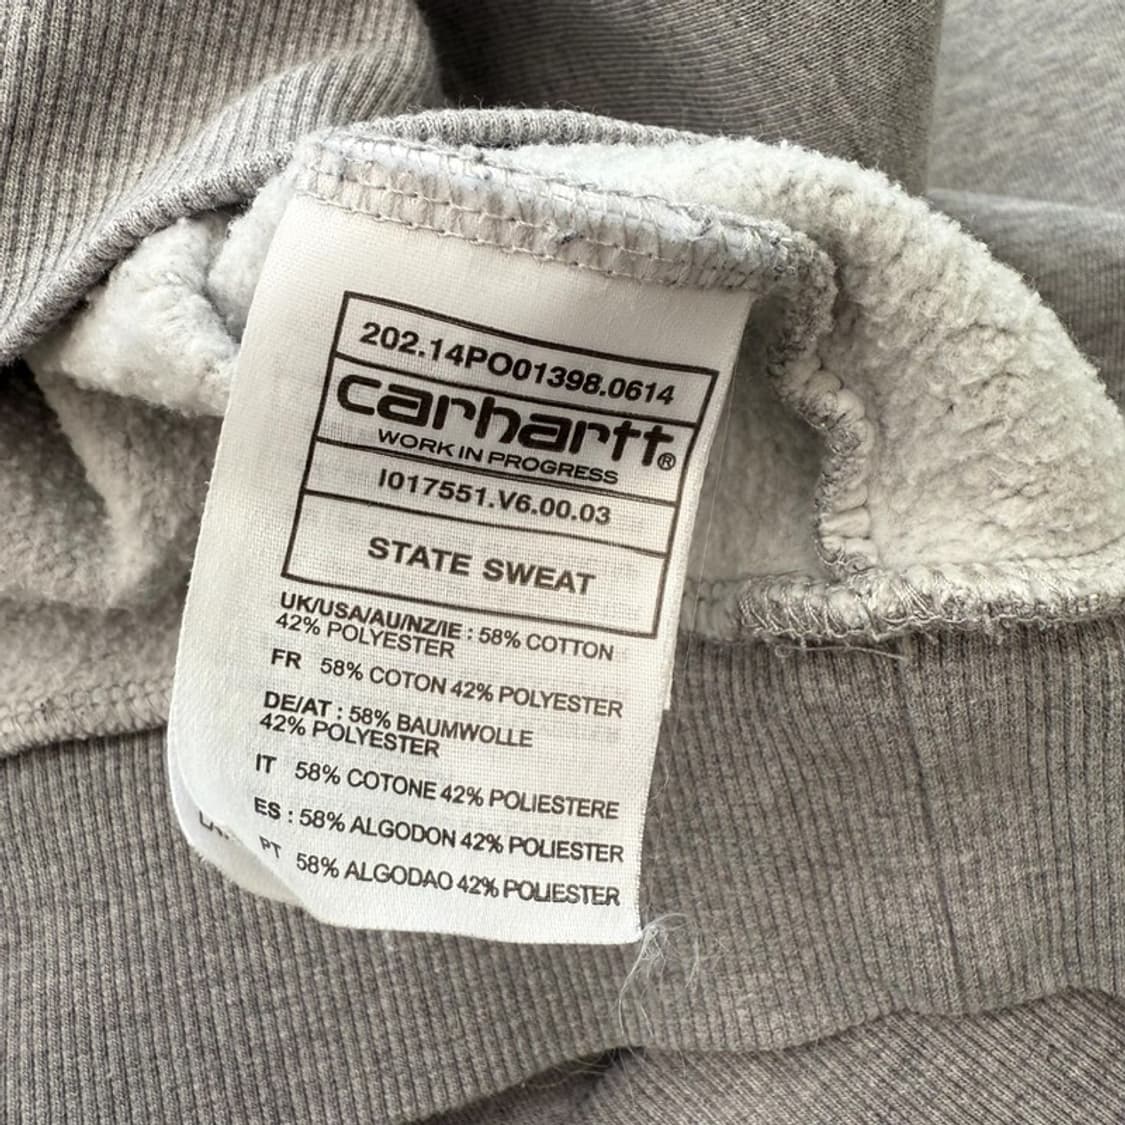 202.14PO01398.0614
carhartt®
WORK IN PROGRESS
I017551.V6.00.03
STATE SWEAT
UK/USA/AU/NZ/IE : 58% COTTON
42% POLYESTER
FR 58% COTON 42% POLYESTER
DE/AT : 58% BAUMWOLLE
42% POLYESTER
IT 58% COTONE 42% POLIESTERE
ES : 58% ALGODON 42% POLIESTER
PT 58% ALGODAO 42% POLIESTER